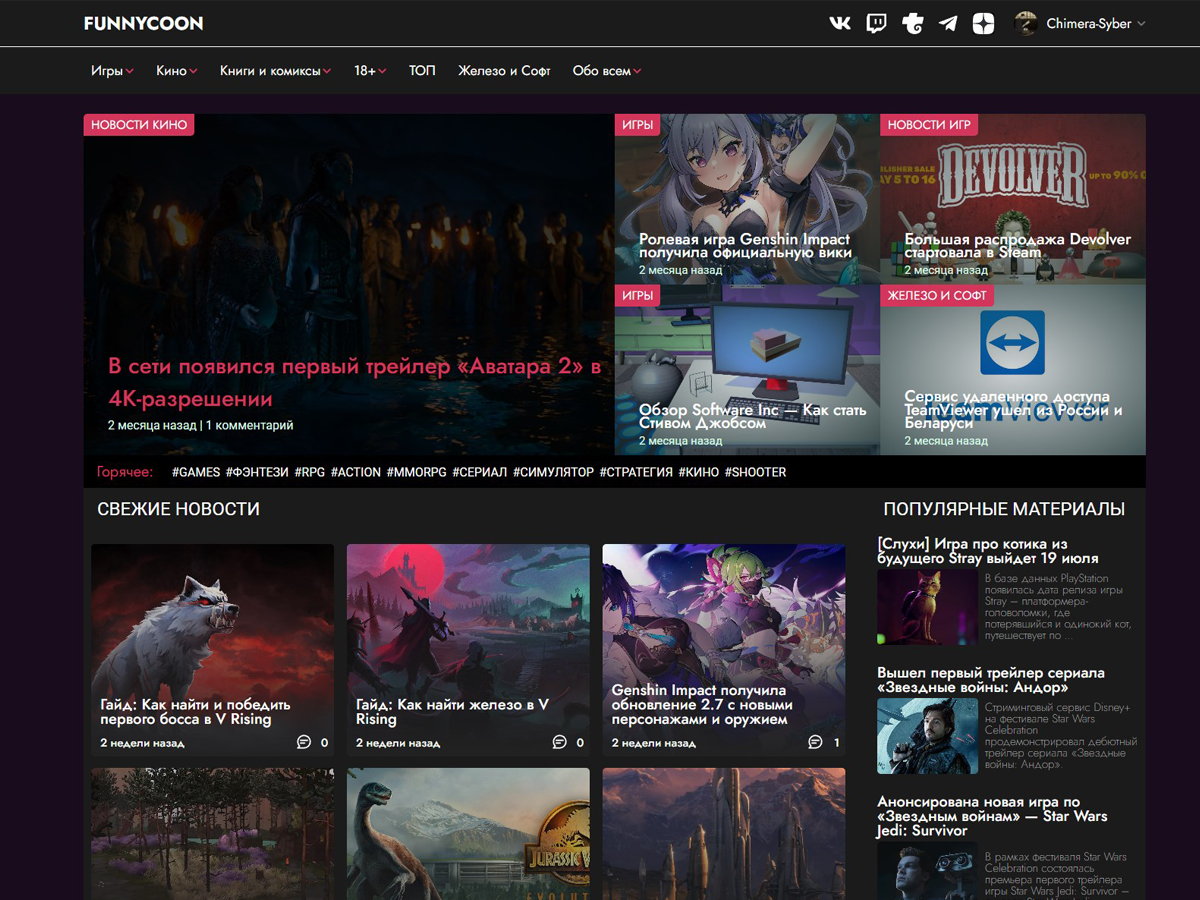 FUNNYCOON
Chimera-Syber
Игры
Кино
Книги и комиксы
18+
ТОП
Железо и Софт
Обо всем
НОВОСТИ КИНО
В сети появился первый трейлер «Аватара 2» в
4K-разрешении
2 месяца назад | 1 комментарий
ИГРЫ
Ролевая игра Genshin Impact
получила официальную вики
2 месяца назад
НОВОСТИ ИГР
DEVOLVER
UP TO 90%
Большая распродажа Devolver
стартовала в Steam
2 месяца назад
ИГРЫ
Обзор Software Inc — Как стать
Стивом Джобсом
2 месяца назад
ЖЕЛЕЗО И СОФТ
Сервис удаленного доступа
TeamViewer ушел из России и
Беларуси
2 месяца назад
Горячее:
#GAMES #ФЭНТЕЗИ #RPG #ACTION #MMORPG #СЕРИАЛ #СИМУЛЯТОР #СТРАТЕГИЯ #КИНО #SHOOTER
СВЕЖИЕ НОВОСТИ
Гайд: Как найти и победить
первого босса в V Rising
2 недели назад
0
Гайд: Как найти железо в V
Rising
2 недели назад
0
Genshin Impact получила
обновление 2.7 с новыми
персонажами и оружием
2 недели назад
1
JURASSIC W
ПОПУЛЯРНЫЕ МАТЕРИАЛЫ
[Слухи] Игра про котика из
будущего Stray выйдет 19 июля
В базе данных PlayStation
появилась дата релиза игры
Stray – платформера-
головоломки, где
потерявшийся и одинокий кот,
путешествует по ...
Вышел первый трейлер сериала
«Звездные войны: Андор»
Стриминговый сервис Disney+
на фестивале Star Wars
Celebration
продемонстрировал дебютный
трейлер сериала «Звездные
войны: Андор».
Анонсирована новая игра по
«Звездным войнам» — Star Wars
Jedi: Survivor
В рамках фестиваля Star Wars
Celebration состоялась
премьера первого трейлера
игры Star Wars Jedi: Survivor –